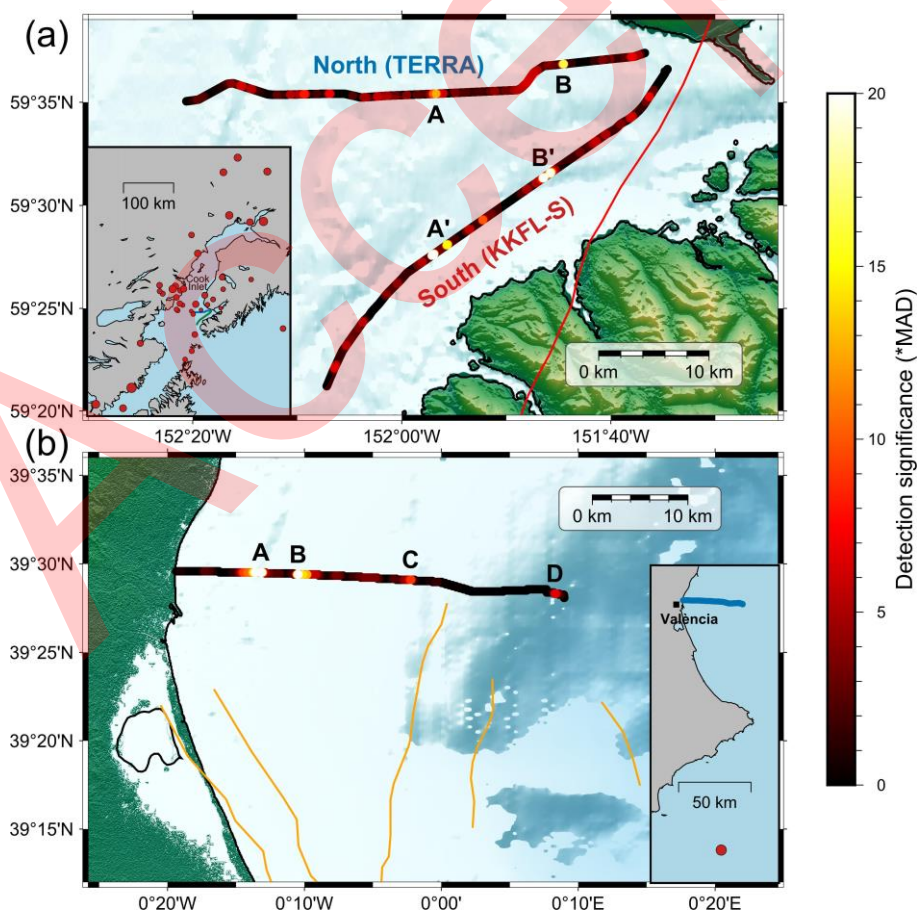 (a)
North (TERRA)
B
A
B'
A'
South (KKFL-S)
100 km
Cook
Inlet
0 km 10 km
59°35'N
59°30'N
59°25'N
59°20'N
152°20'W 152°00'W 151°40'W
(b)
0 km 10 km
A B C D
València
50 km
39°35'N
39°30'N
39°25'N
39°20'N
39°15'N
0°20'W 0°10'W 0°00' 0°10'E 0°20'E
20
15
10
5
0
Detection significance (*MAD)